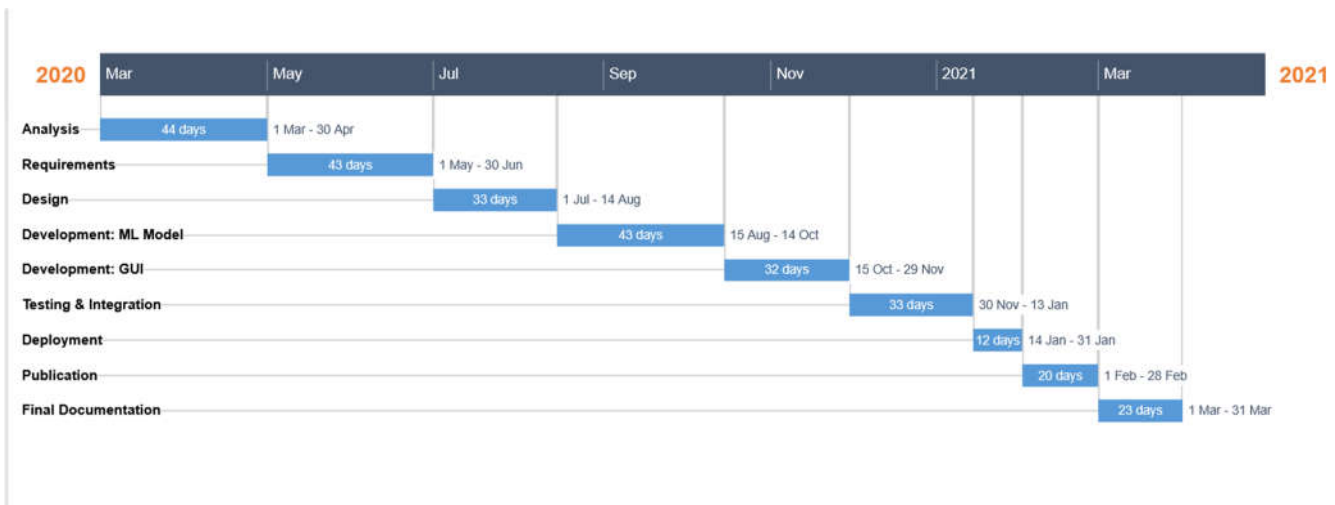 2020 Mar May Jul Sep Nov 2021 Mar 2021
Analysis 44 days 1 Mar - 30 Apr
Requirements 43 days 1 May - 30 Jun
Design 33 days 1 Jul - 14 Aug
Development: ML Model 43 days 15 Aug - 14 Oct
Development: GUI 32 days 15 Oct - 29 Nov
Testing & Integration 33 days 30 Nov - 13 Jan
Deployment 12 days 14 Jan - 31 Jan
Publication 20 days 1 Feb - 28 Feb
Final Documentation 23 days 1 Mar - 31 Mar